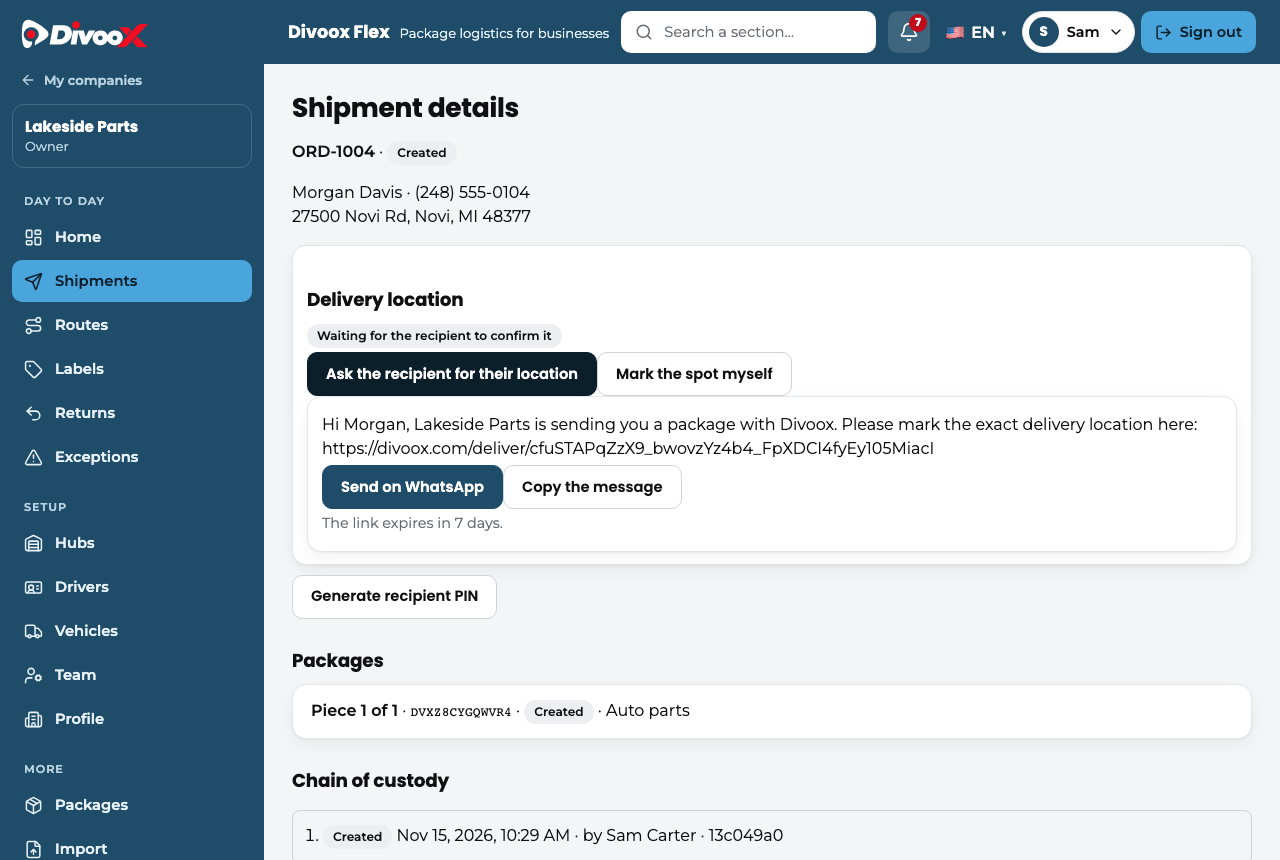 DivooX
Divoox Flex Package logistics for businesses
Search a section...
7
EN
S
Sam
Sign out
My companies
Lakeside Parts
Owner
DAY TO DAY
Home
Shipments
Routes
Labels
Returns
Exceptions
SETUP
Hubs
Drivers
Vehicles
Team
Profile
MORE
Packages
Import
Shipment details
ORD-1004 · Created
Morgan Davis · (248) 555-0104
27500 Novi Rd, Novi, MI 48377
Delivery location
Waiting for the recipient to confirm it
Ask the recipient for their location
Mark the spot myself
Hi Morgan, Lakeside Parts is sending you a package with Divoox. Please mark the exact delivery location here:
https://divoox.com/deliver/cfuSTAPqZzX9_bwovzYz4b4_FpXDCI4fyEy105MiacI
Send on WhatsApp
Copy the message
The link expires in 7 days.
Generate recipient PIN
Packages
Piece 1 of 1 · DVXZ8CYGQWVR4 · Created · Auto parts
Chain of custody
1. Created Nov 15, 2026, 10:29 AM · by Sam Carter · 13c049a0